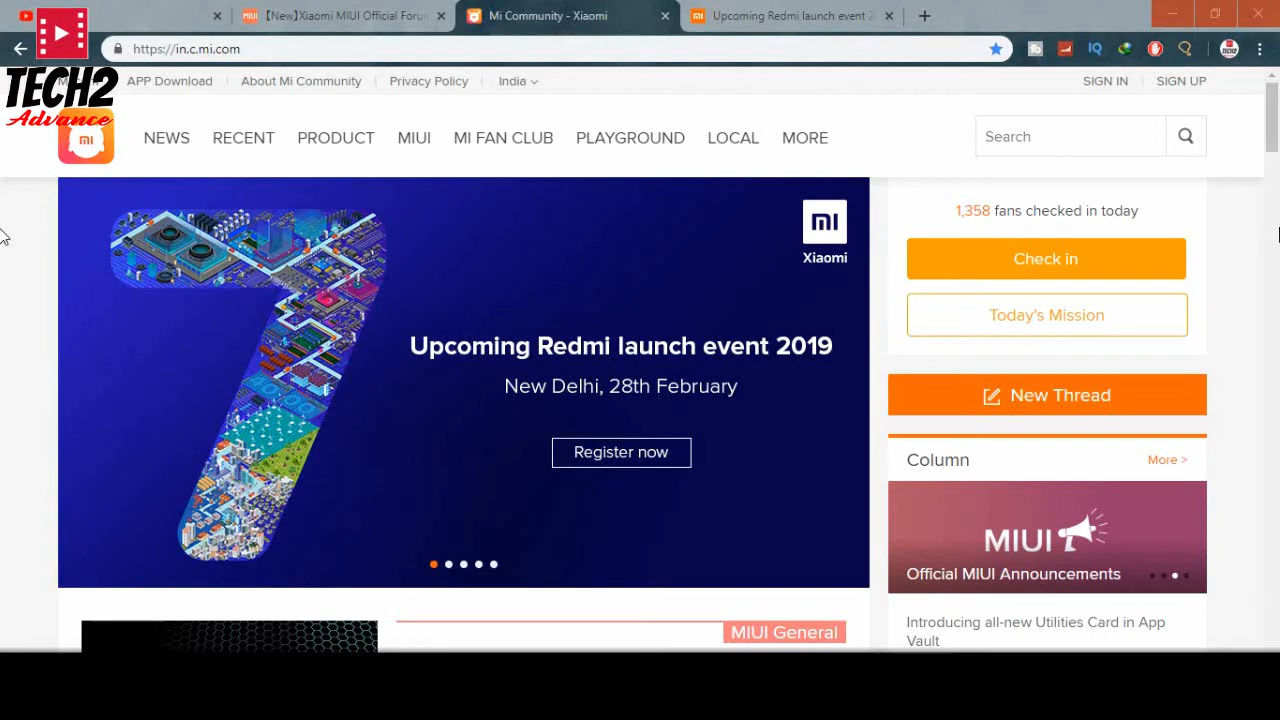 【New】Xiaomi MIUI Official Foru
Mi Community - Xiaomi
Upcoming Redmi launch event 2
https://in.c.mi.com
IQ
TECH2
Advance
APP Download
About Mi Community
Privacy Policy
India
SIGN IN
SIGN UP
mi
NEWS
RECENT
PRODUCT
MIUI
MI FAN CLUB
PLAYGROUND
LOCAL
MORE
Search
mi
Xiaomi
1,358 fans checked in today
Check in
Today's Mission
Upcoming Redmi launch event 2019
New Delhi, 28th February
Register now
New Thread
Column
More >
MIUI
Official MIUI Announcements
MIUI General
Introducing all-new Utilities Card in App
Vault